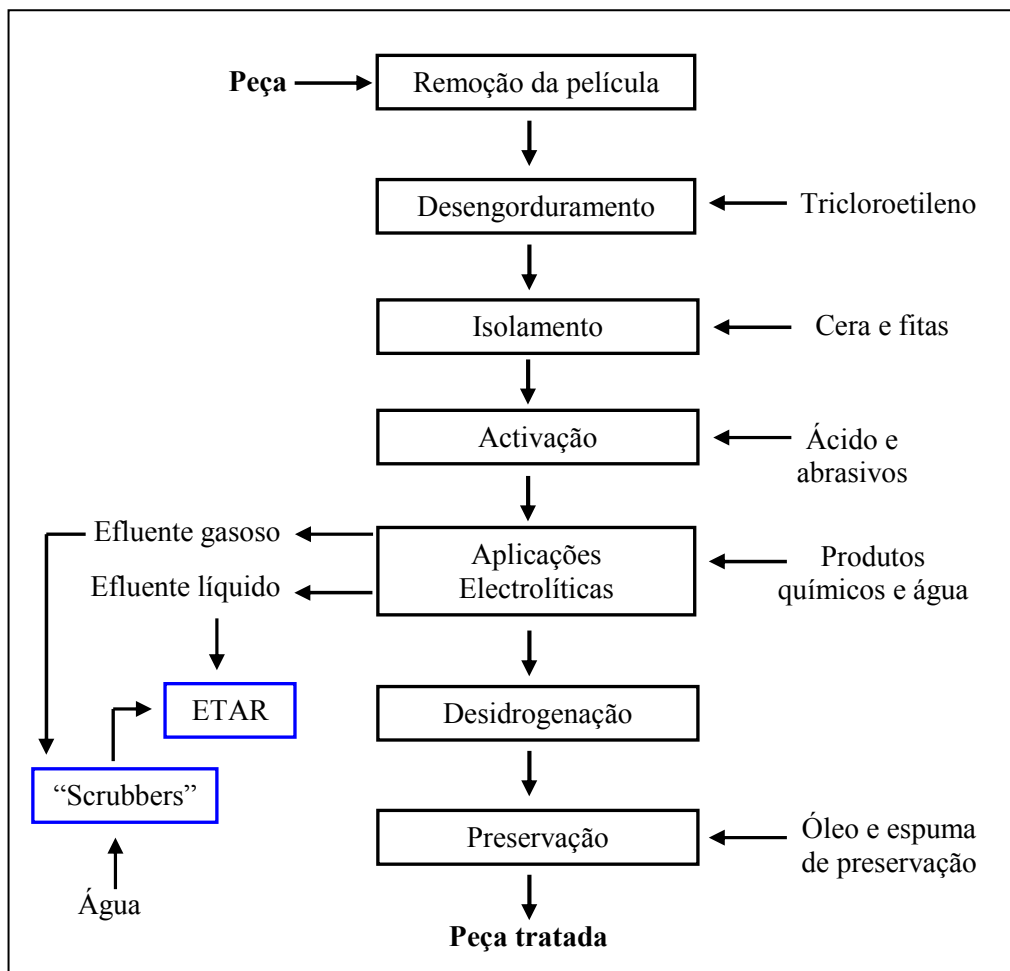 Peça
Remoção da película
Desengorduramento
Tricloroetileno
Isolamento
Cera e fitas
Activação
Ácido e
abrasivos
Efluente gasoso
Aplicações
Electrolíticas
Produtos
químicos e água
Efluente líquido
ETAR
Desidrogenação
“Scrubbers”
Preservação
Óleo e espuma
de preservação
Água
Peça tratada